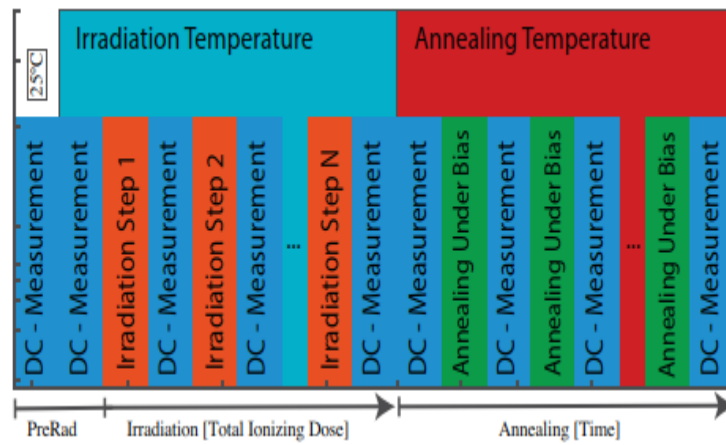 Irradiation Temperature
Annealing Temperature
25°C
DC - Measurement
DC - Measurement
Irradiation Step 1
DC - Measurement
Irradiation Step 2
DC - Measurement
...
Irradiation Step N
DC - Measurement
DC - Measurement
Annealing Under Bias
DC - Measurement
Annealing Under Bias
DC - Measurement
...
Annealing Under Bias
DC - Measurement
PreRad
Irradiation [Total Ionizing Dose]
Annealing [Time]